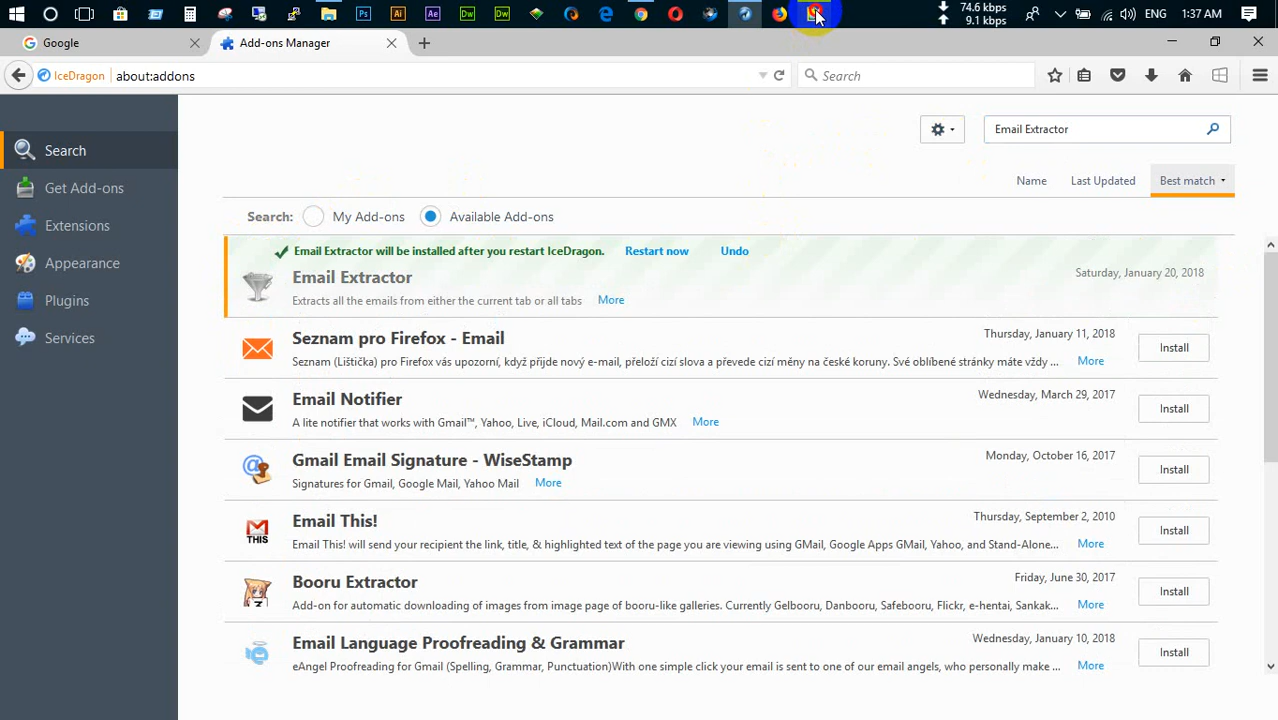 74.6 kbps
9.1 kbps
ENG
1:37 AM
Ps
Ai
Ae
Dw
Dw
Google
Add-ons Manager
IceDragon
about:addons
Search
Email Extractor
Search
Get Add-ons
Extensions
Appearance
Plugins
Services
Name
Last Updated
Best match
Search:
My Add-ons
Available Add-ons
Email Extractor will be installed after you restart IceDragon. Restart now Undo
Email Extractor
Saturday, January 20, 2018
Extracts all the emails from either the current tab or all tabs More
Seznam pro Firefox - Email
Thursday, January 11, 2018
Install
Seznam (Lištička) pro Firefox vás upozorní, když přijde nový e-mail, přeloží cizí slova a převede cizí měny na české koruny. Své oblíbené stránky máte vždy ... More
Email Notifier
Wednesday, March 29, 2017
Install
A lite notifier that works with Gmail™, Yahoo, Live, iCloud, Mail.com and GMX More
Gmail Email Signature - WiseStamp
Monday, October 16, 2017
Install
Signatures for Gmail, Google Mail, Yahoo Mail More
THIS
Email This!
Thursday, September 2, 2010
Install
Email This! will send your recipient the link, title, & highlighted text of the page you are viewing using GMail, Google Apps GMail, Yahoo, and Stand-Alone... More
Booru Extractor
Friday, June 30, 2017
Install
Add-on for automatic downloading of images from image page of booru-like galleries. Currently Gelbooru, Danbooru, Safebooru, Flickr, e-hentai, Sankak... More
Email Language Proofreading & Grammar
Wednesday, January 10, 2018
Install
eAngel Proofreading for Gmail (Spelling, Grammar, Punctuation)With one simple click your email is sent to one of our email angels, who personally make ... More